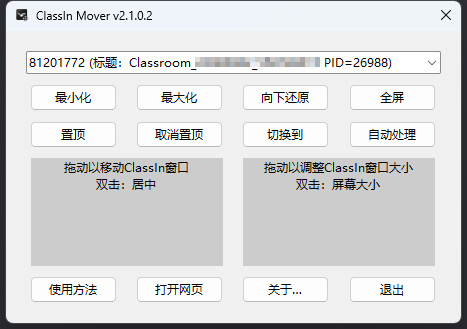 ClassIn Mover v2.1.0.2
81201772 (标题：Classroom_ _ PID=26988)
最小化 最大化 向下还原 全屏
置顶 取消置顶 切换到 自动处理
拖动以移动ClassIn窗口 拖动以调整ClassIn窗口大小
双击：居中 双击：屏幕大小
使用方法 打开网页 关于... 退出